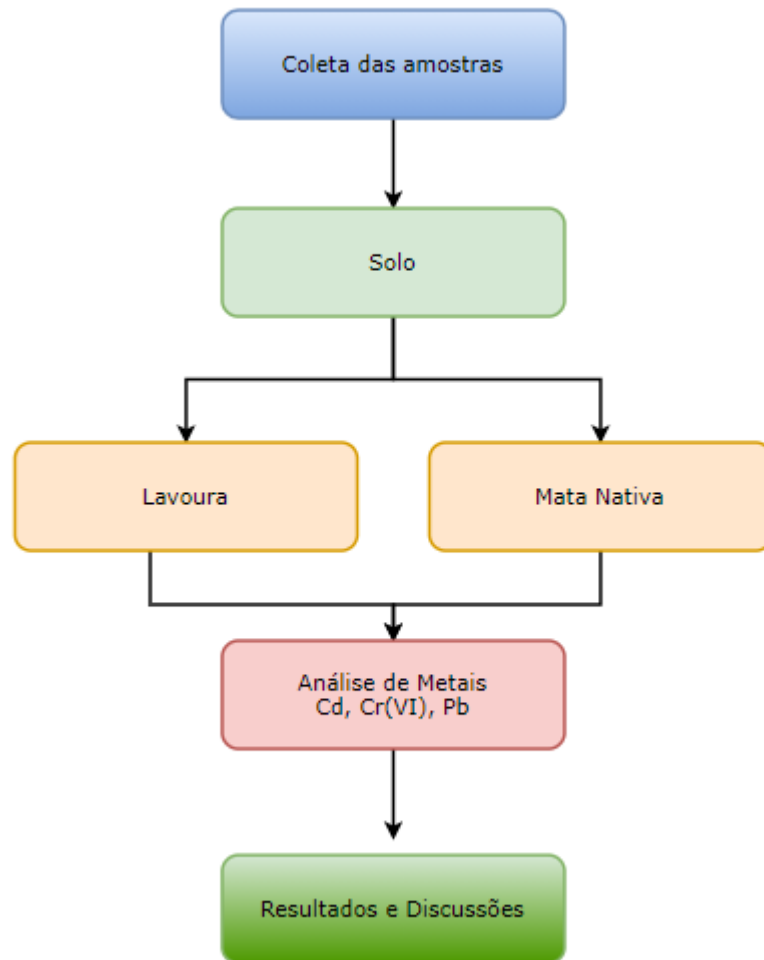 Coleta das amostras
Solo
Lavoura
Mata Nativa
Análise de Metais
Cd, Cr(VI), Pb
Resultados e Discussões